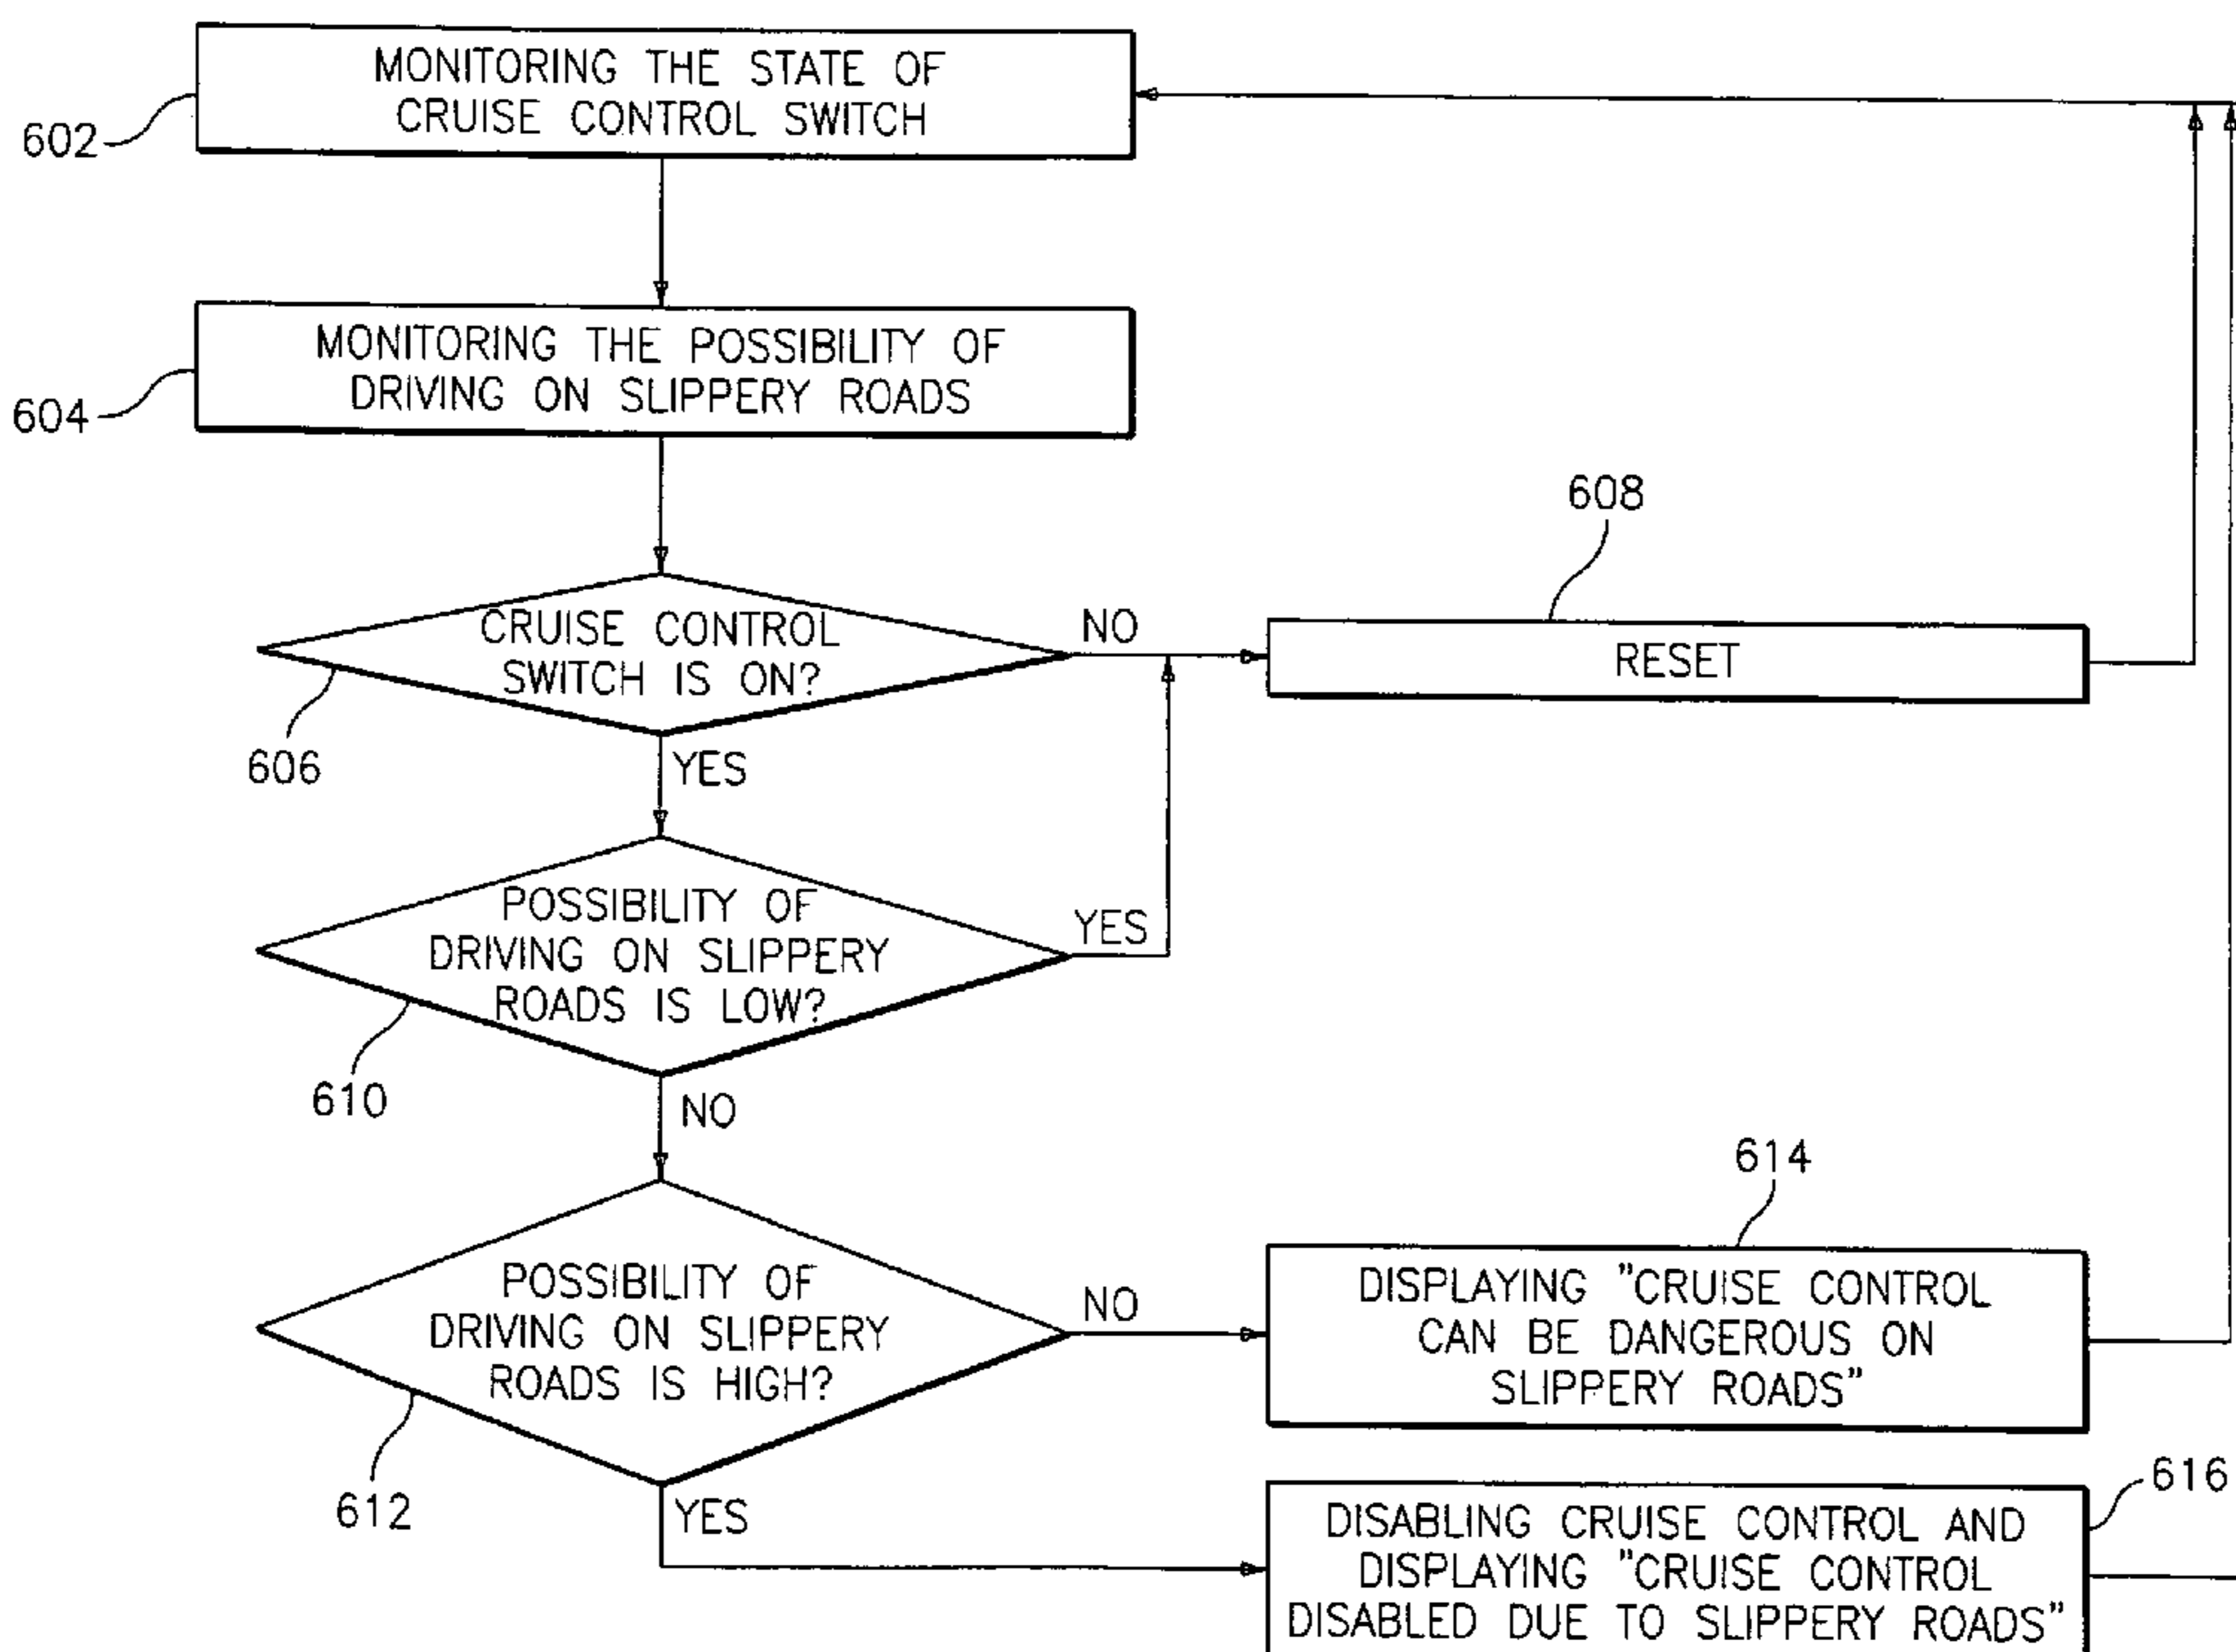 MONITORING THE STATE OF
CRUISE CONTROL SWITCH
602
MONITORING THE POSSIBILITY OF
DRIVING ON SLIPPERY ROADS
604
608
CRUISE CONTROL
SWITCH IS ON?
NO
RESET
606
YES
POSSIBILITY OF
DRIVING ON SLIPPERY
ROADS IS LOW?
YES
610
NO
614
POSSIBILITY OF
DRIVING ON SLIPPERY
ROADS IS HIGH?
NO
DISPLAYING "CRUISE CONTROL
CAN BE DANGEROUS ON
SLIPPERY ROADS"
612
YES
616
DISABLING CRUISE CONTROL AND
DISPLAYING "CRUISE CONTROL
DISABLED DUE TO SLIPPERY ROADS"